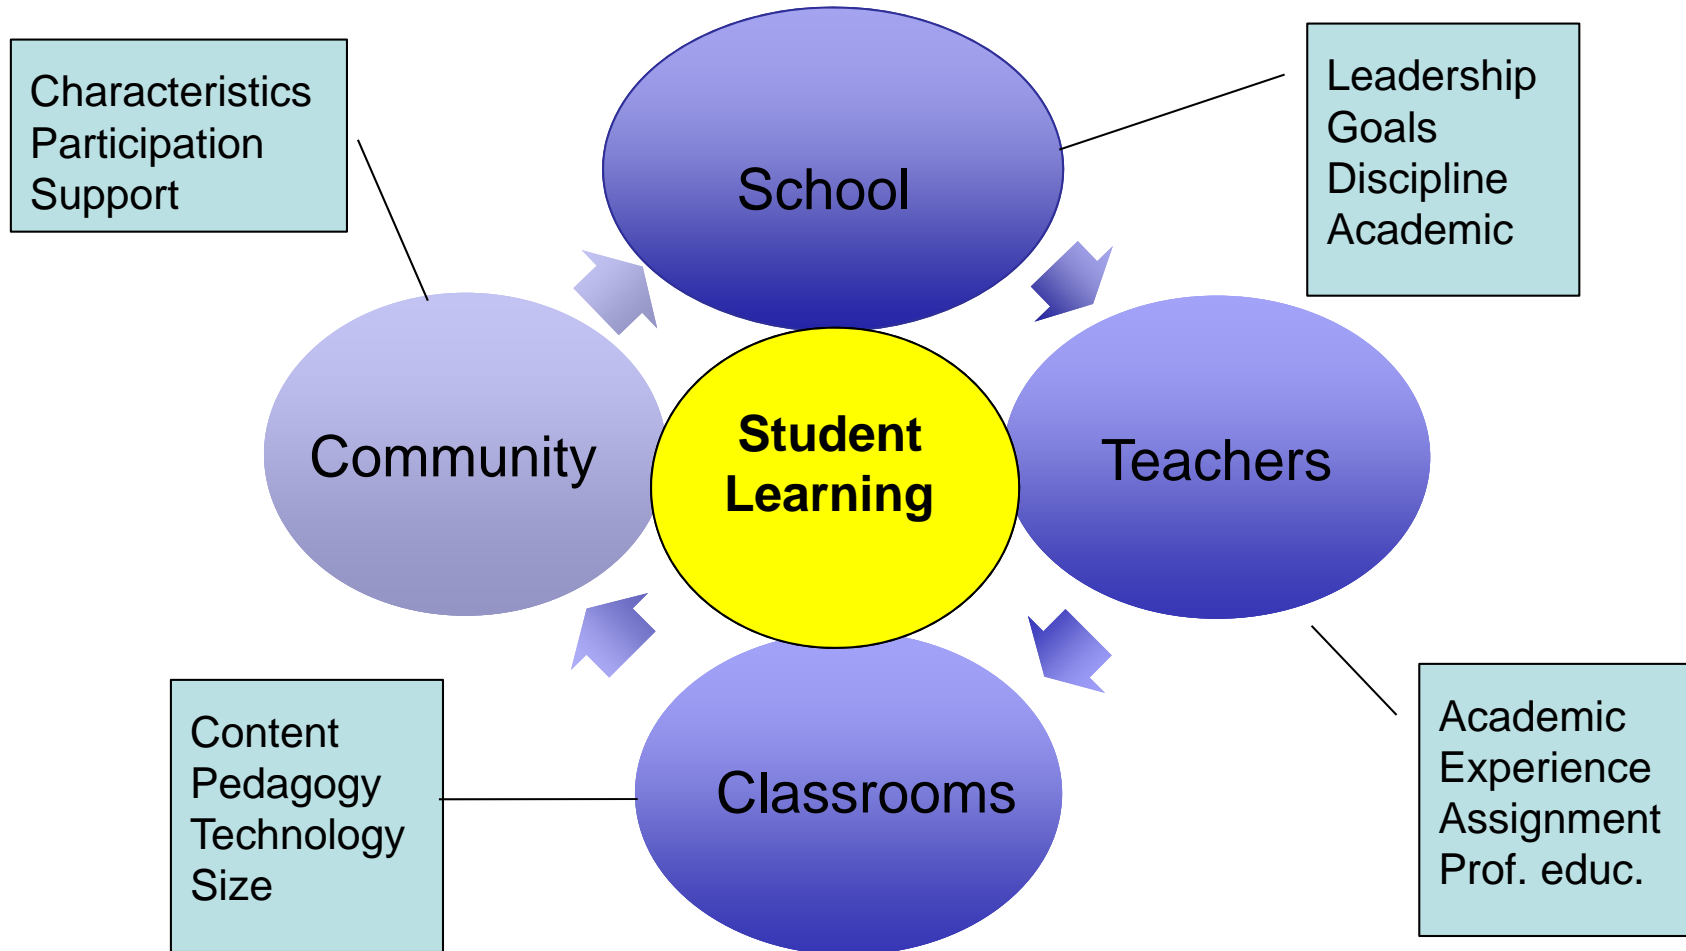 Characteristics
Participation
Support
School
Leadership
Goals
Discipline
Academic
Community
Student
Learning
Teachers
Content
Pedagogy
Technology
Size
Classrooms
Academic
Experience
Assignment
Prof. educ.